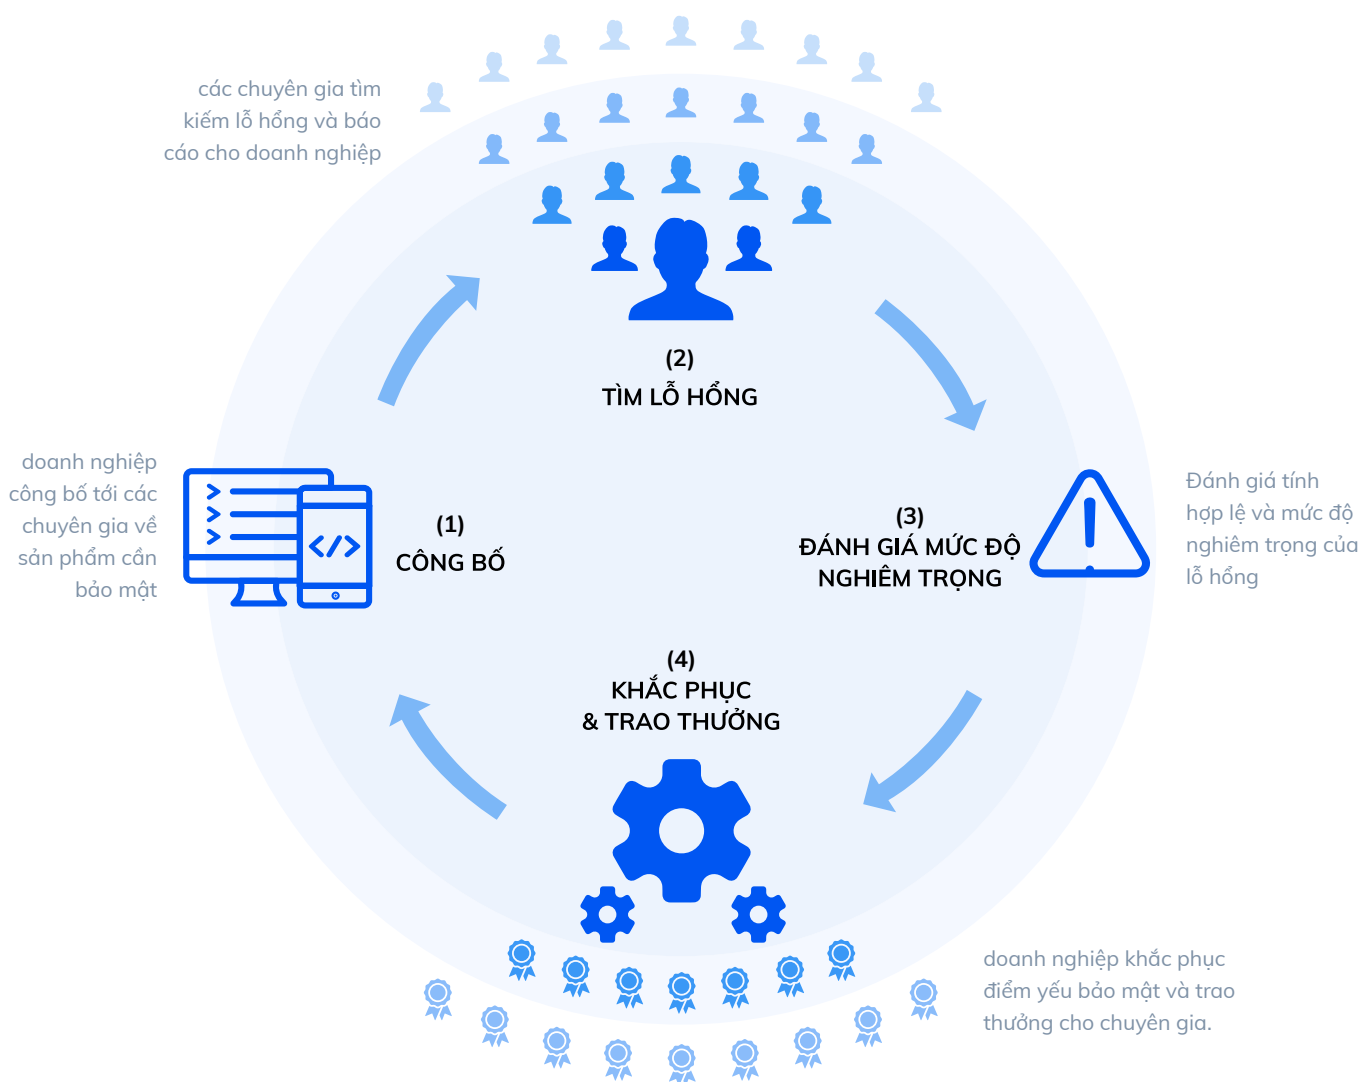 các chuyên gia tìm
kiếm lỗ hổng và báo
cáo cho doanh nghiệp
(2)
TÌM LỖ HỔNG
doanh nghiệp
công bố tới các
chuyên gia về
sản phẩm cần
bảo mật
(1)
CÔNG BỐ
(3)
ĐÁNH GIÁ MỨC ĐỘ
NGHIÊM TRỌNG
Đánh giá tính
hợp lệ và mức độ
nghiêm trọng của
lỗ hổng
(4)
KHẮC PHỤC
& TRAO THƯỞNG
doanh nghiệp khắc phục
điểm yếu bảo mật và trao
thưởng cho chuyên gia.